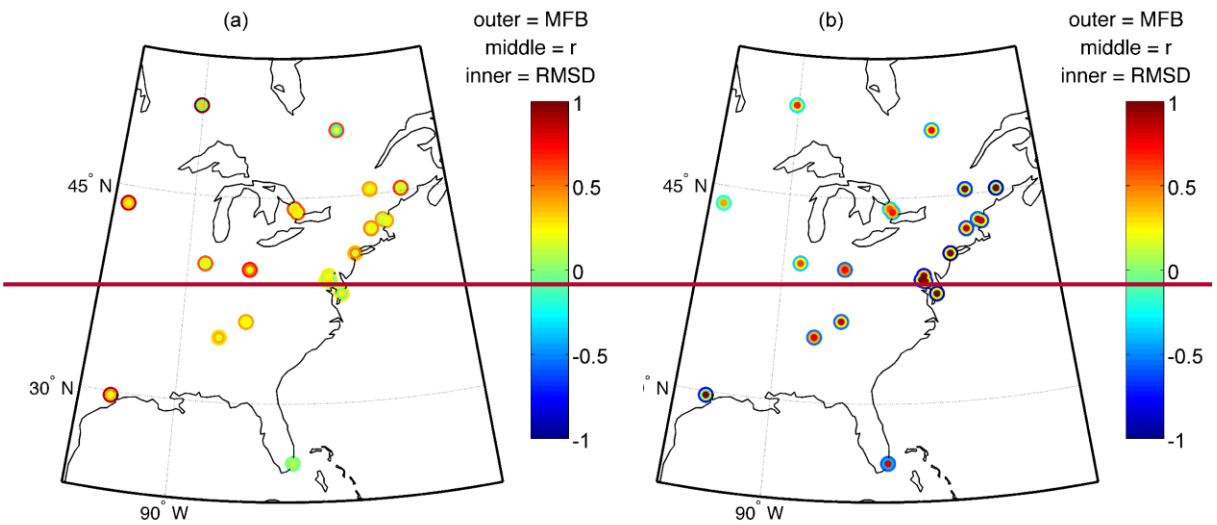 (a)
outer = MFB
middle = r
inner = RMSD
1
0.5
0
-0.5
-1
45° N
30° N
90° W
(b)
outer = MFB
middle = r
inner = RMSD
1
0.5
0
-0.5
-1
45° N
0° N
90° W